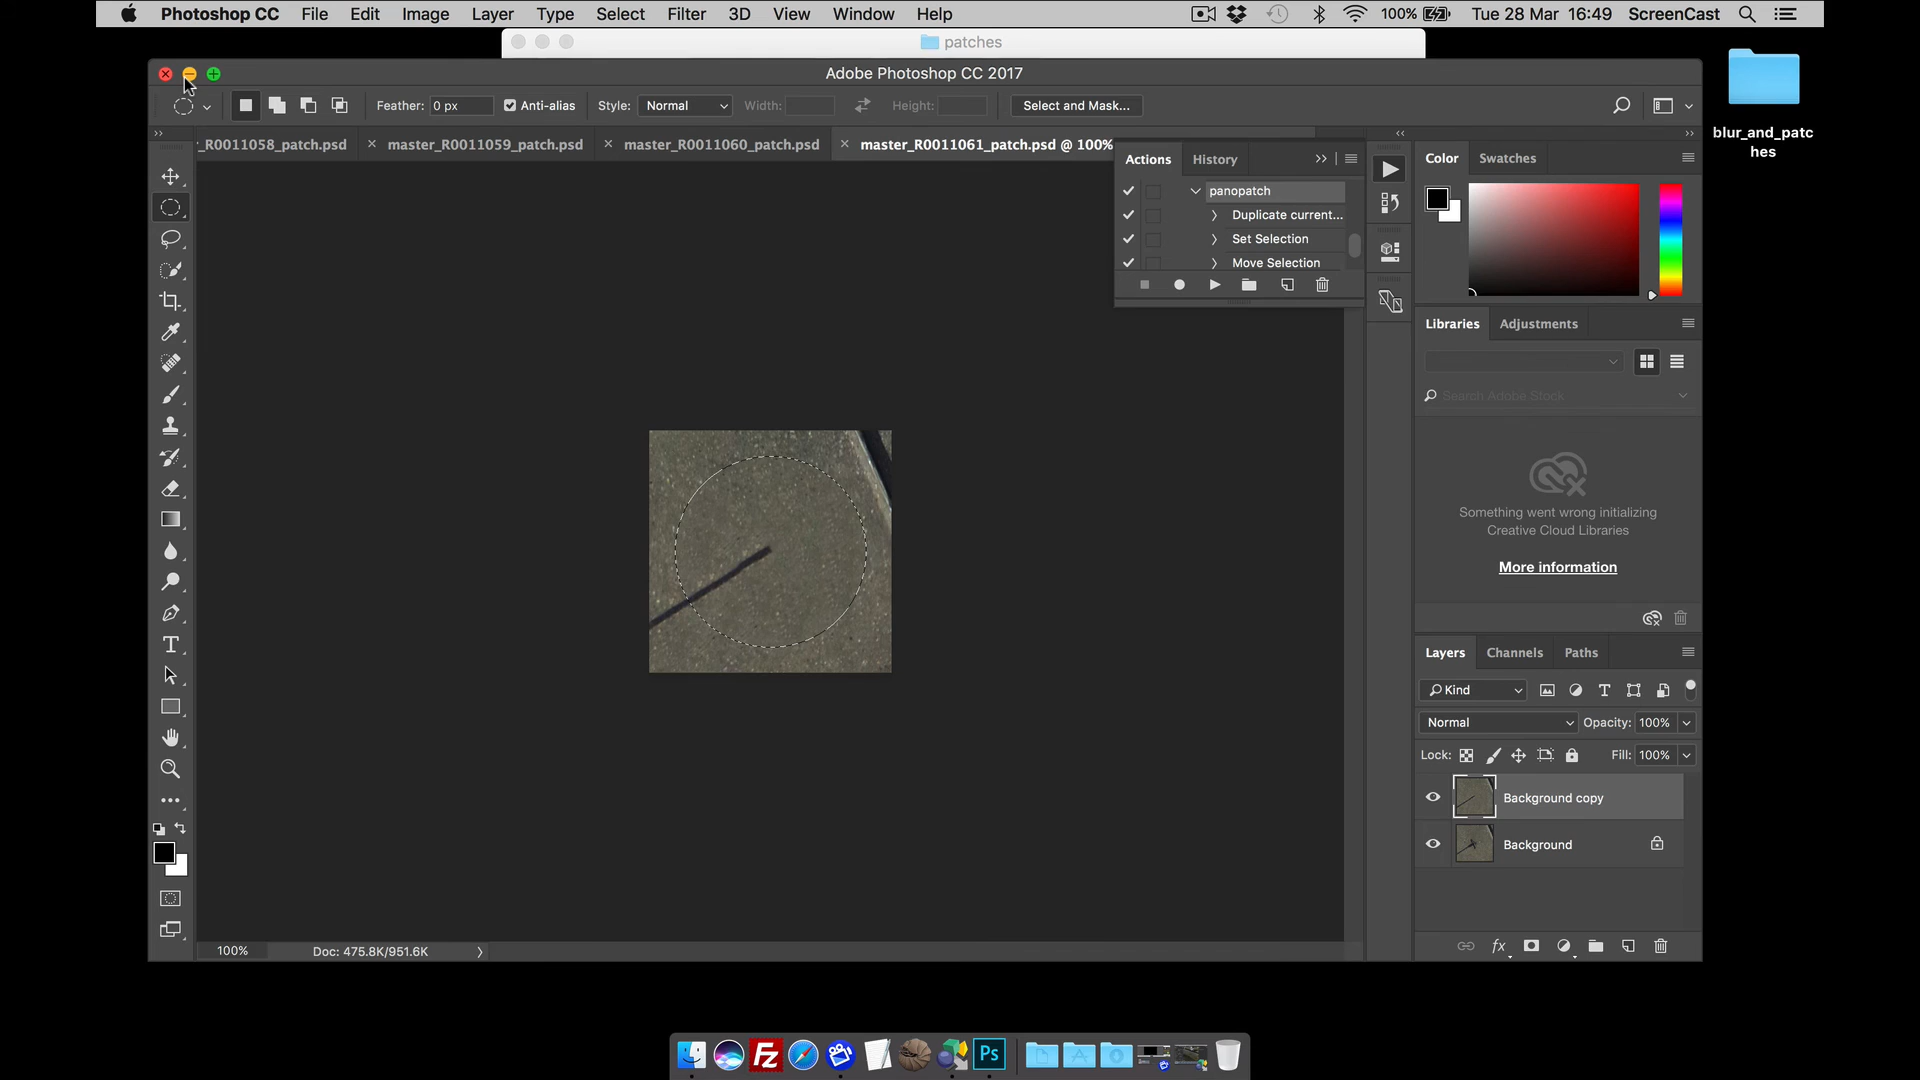 Photoshop CC File Edit Image Layer Type Select Filter 3D View Window Help 100% Tue 28 Mar 16:49 ScreenCast
patches
Adobe Photoshop CC 2017
Feather: 0 px Anti-alias Style: Normal Width: Height: Select and Mask...
_R0011058_patch.psd master_R0011059_patch.psd master_R0011060_patch.psd master_R0011061_patch.psd @ 100%
blur_and_patc
hes
Actions History
panopatch
Duplicate current...
Set Selection
Move Selection
Color Swatches
Libraries Adjustments
Search Adobe Stock
Something went wrong initializing
Creative Cloud Libraries
More information
Layers Channels Paths
Kind
Normal Opacity: 100%
Lock: Fill: 100%
Background copy
Background
fx
100% Doc: 475.8K/951.6K
T
Fz
Ps